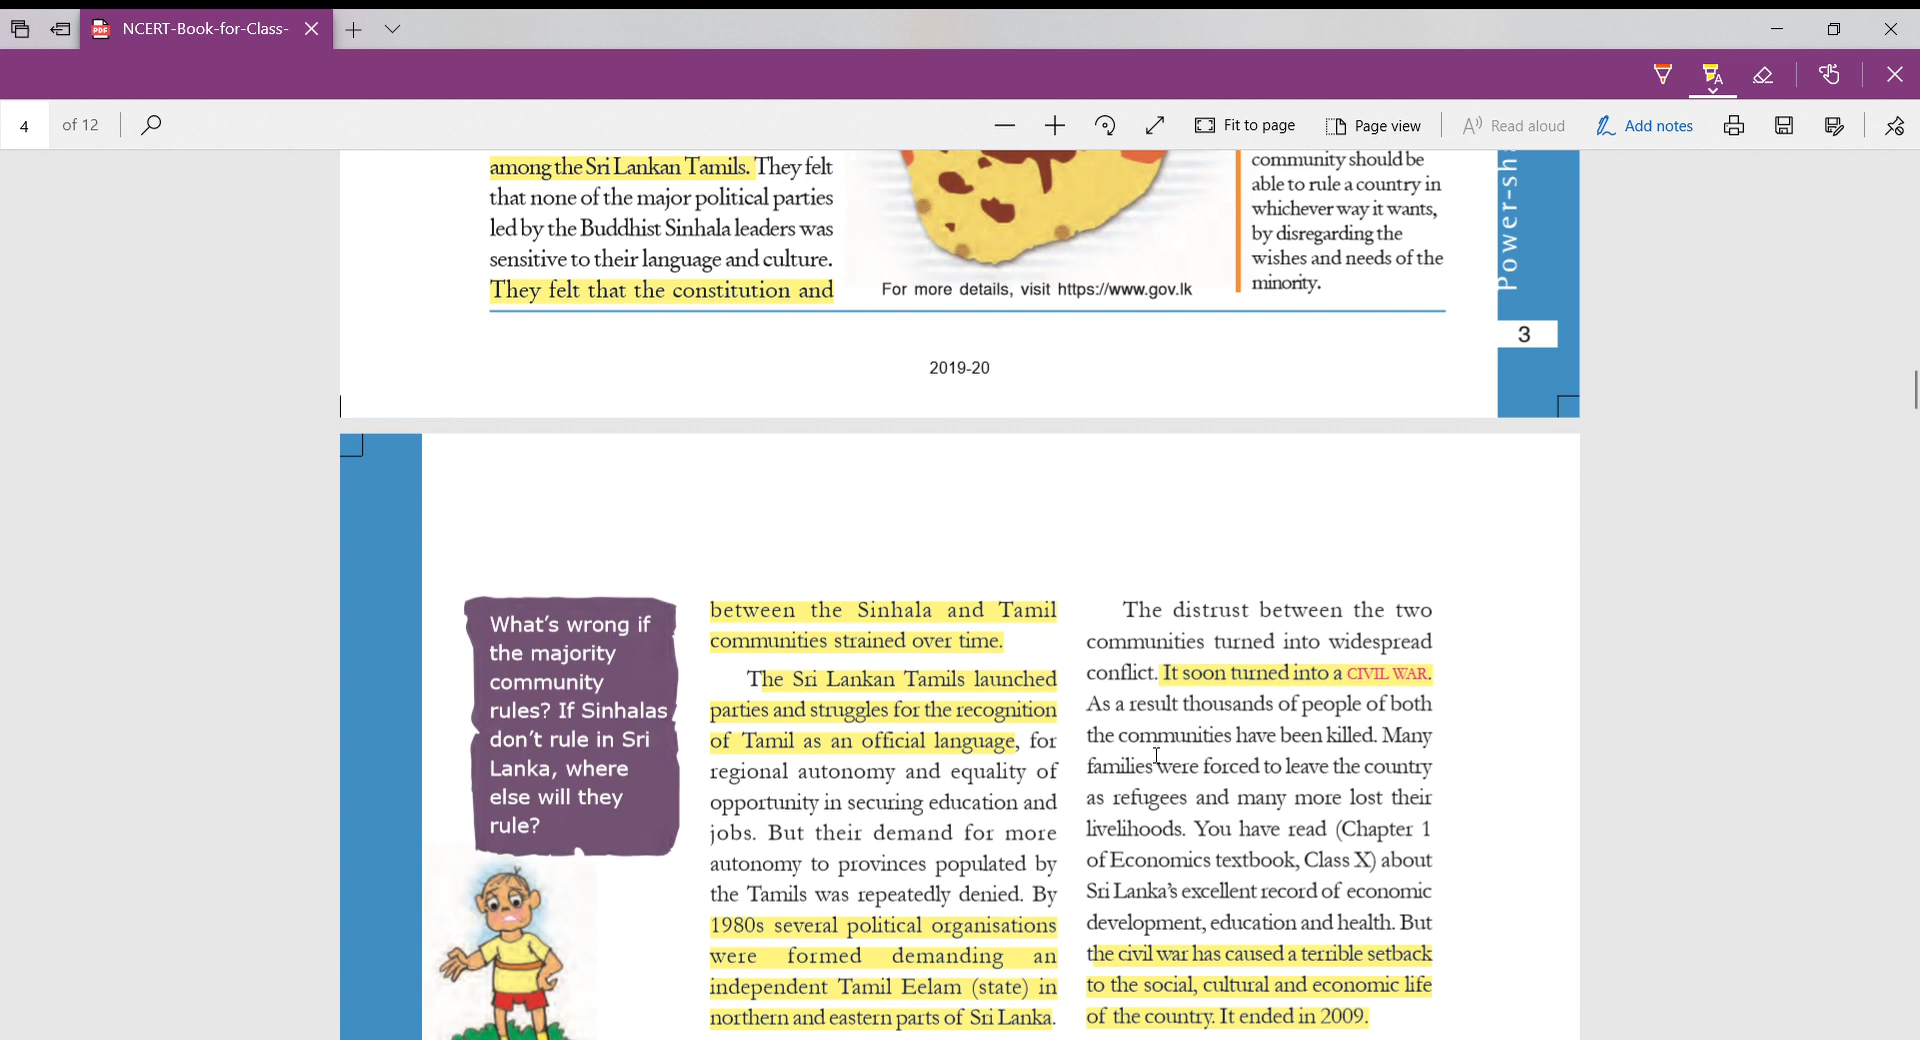 NCERT-Book-for-Class-
4 of 12
Fit to page
Page view
Read aloud
Add notes
among the Sri Lankan Tamils. They felt
that none of the major political parties
led by the Buddhist Sinhala leaders was
sensitive to their language and culture.
They felt that the constitution and
For more details, visit https://www.gov.lk
community should be
able to rule a country in
whichever way it wants,
by disregarding the
wishes and needs of the
minority.
Power-sha
3
2019-20
What's wrong if
the majority
community
rules? If Sinhalas
don't rule in Sri
Lanka, where
else will they
rule?
between the Sinhala and Tamil
communities strained over time.
The Sri Lankan Tamils launched
parties and struggles for the recognition
of Tamil as an official language, for
regional autonomy and equality of
opportunity in securing education and
jobs. But their demand for more
autonomy to provinces populated by
the Tamils was repeatedly denied. By
1980s several political organisations
were formed demanding an
independent Tamil Eelam (state) in
northern and eastern parts of Sri Lanka.
The distrust between the two
communities turned into widespread
conflict. It soon turned into a CIVIL WAR.
As a result thousands of people of both
the communities have been killed. Many
families were forced to leave the country
as refugees and many more lost their
livelihoods. You have read (Chapter 1
of Economics textbook, Class X) about
Sri Lanka's excellent record of economic
development, education and health. But
the civil war has caused a terrible setback
to the social, cultural and economic life
of the country. It ended in 2009.